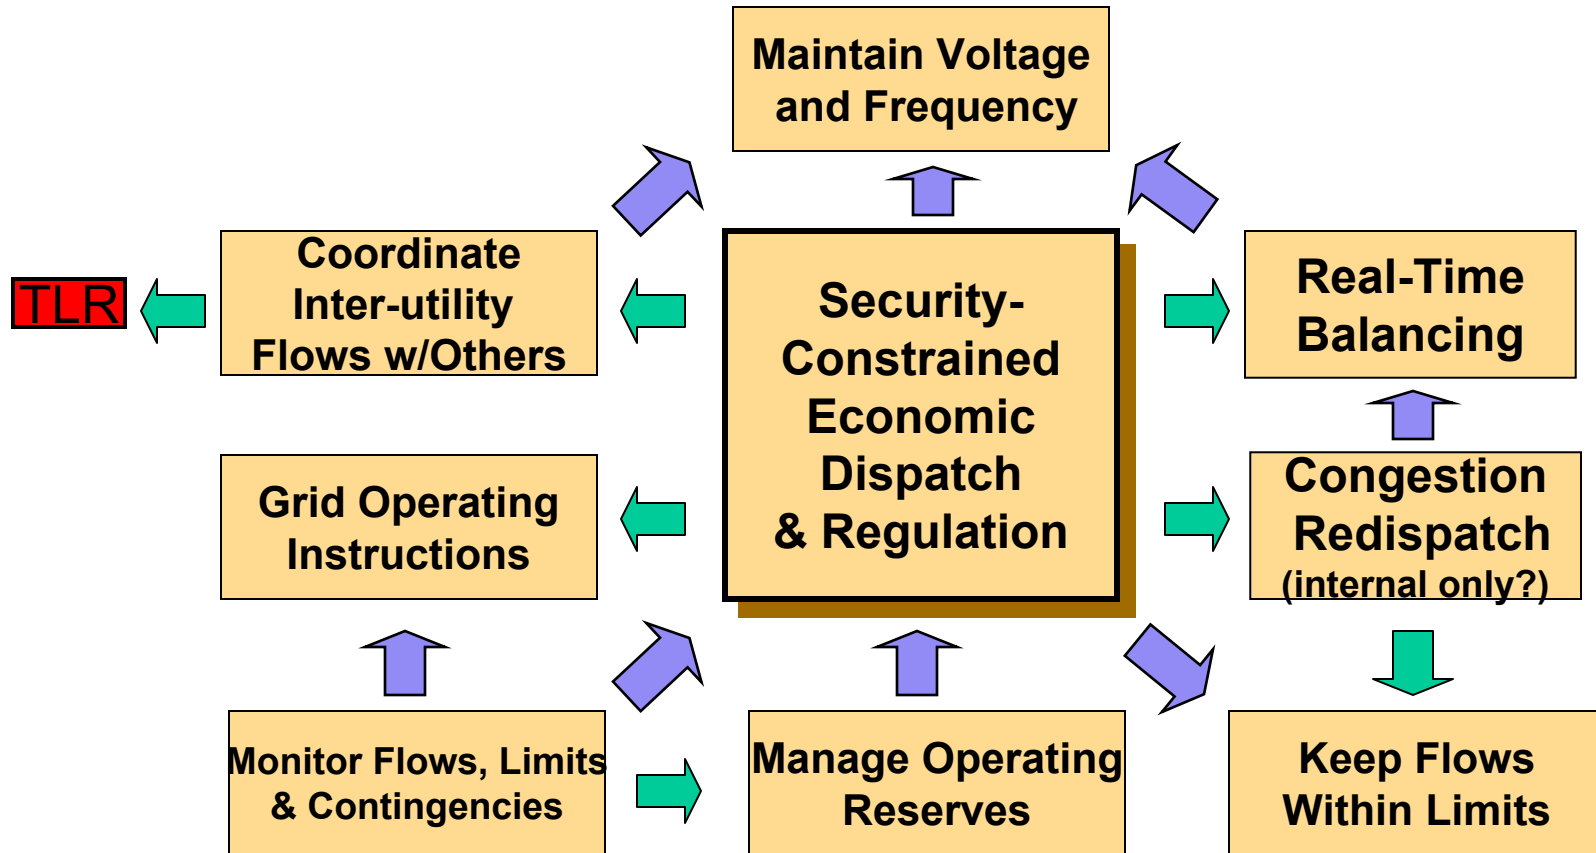 Maintain Voltage
and Frequency
TLR
Coordinate
Inter-utility
Flows w/Others
Security-
Constrained
Economic
Dispatch
& Regulation
Real-Time
Balancing
Grid Operating
Instructions
Congestion
Redispatch
(internal only?)
Monitor Flows, Limits
& Contingencies
Manage Operating
Reserves
Keep Flows
Within Limits